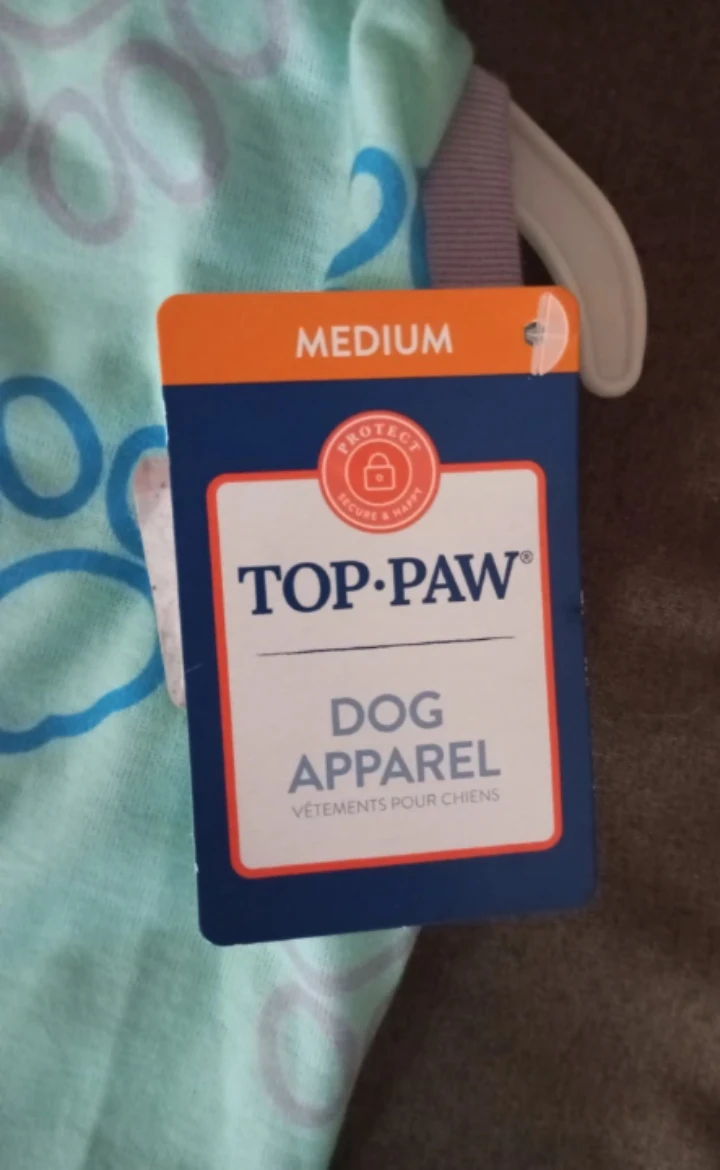 MEDIUM
PROTECT
SECURE & HAPPY
TOP·PAW®
DOG
APPAREL
VÊTEMENTS POUR CHIENS